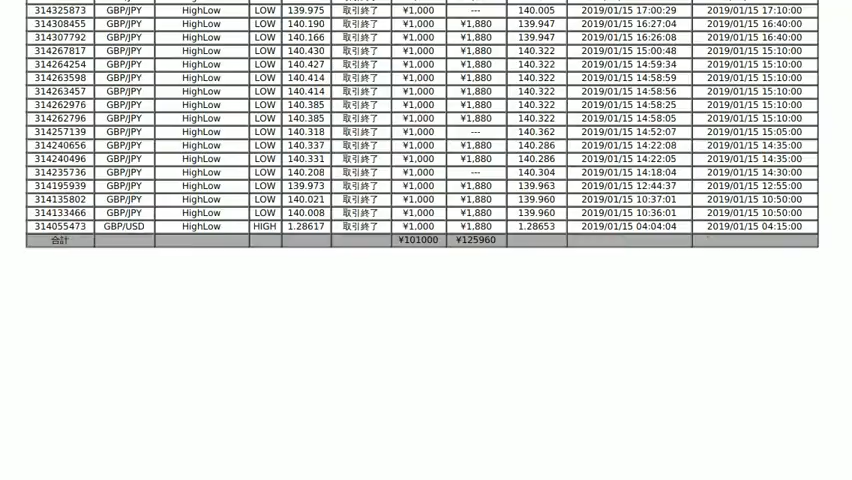 314325873 GBP/JPY HighLow LOW 139.975 取引終了 ¥1,000 --- 140.005 2019/01/15 17:00:29 2019/01/15 17:10:00
314308455 GBP/JPY HighLow LOW 140.190 取引終了 ¥1,000 ¥1,880 139.947 2019/01/15 16:27:04 2019/01/15 16:40:00
314307792 GBP/JPY HighLow LOW 140.166 取引終了 ¥1,000 ¥1,880 139.947 2019/01/15 16:26:08 2019/01/15 16:40:00
314267817 GBP/JPY HighLow LOW 140.430 取引終了 ¥1,000 ¥1,880 140.322 2019/01/15 15:00:48 2019/01/15 15:10:00
314264254 GBP/JPY HighLow LOW 140.427 取引終了 ¥1,000 ¥1,880 140.322 2019/01/15 14:59:34 2019/01/15 15:10:00
314263598 GBP/JPY HighLow LOW 140.414 取引終了 ¥1,000 ¥1,880 140.322 2019/01/15 14:58:59 2019/01/15 15:10:00
314263457 GBP/JPY HighLow LOW 140.414 取引終了 ¥1,000 ¥1,880 140.322 2019/01/15 14:58:56 2019/01/15 15:10:00
314262976 GBP/JPY HighLow LOW 140.385 取引終了 ¥1,000 ¥1,880 140.322 2019/01/15 14:58:25 2019/01/15 15:10:00
314262796 GBP/JPY HighLow LOW 140.385 取引終了 ¥1,000 ¥1,880 140.322 2019/01/15 14:58:05 2019/01/15 15:10:00
314257139 GBP/JPY HighLow LOW 140.318 取引終了 ¥1,000 --- 140.362 2019/01/15 14:52:07 2019/01/15 15:05:00
314240656 GBP/JPY HighLow LOW 140.337 取引終了 ¥1,000 ¥1,880 140.286 2019/01/15 14:22:08 2019/01/15 14:35:00
314240496 GBP/JPY HighLow LOW 140.331 取引終了 ¥1,000 ¥1,880 140.286 2019/01/15 14:22:05 2019/01/15 14:35:00
314235736 GBP/JPY HighLow LOW 140.208 取引終了 ¥1,000 --- 140.304 2019/01/15 14:18:04 2019/01/15 14:30:00
314195939 GBP/JPY HighLow LOW 139.973 取引終了 ¥1,000 ¥1,880 139.963 2019/01/15 12:44:37 2019/01/15 12:55:00
314135802 GBP/JPY HighLow LOW 140.021 取引終了 ¥1,000 ¥1,880 139.960 2019/01/15 10:37:01 2019/01/15 10:50:00
314133466 GBP/JPY HighLow LOW 140.008 取引終了 ¥1,000 ¥1,880 139.960 2019/01/15 10:36:01 2019/01/15 10:50:00
314055473 GBP/USD HighLow HIGH 1.28617 取引終了 ¥1,000 ¥1,880 1.28653 2019/01/15 04:04:04 2019/01/15 04:15:00
合計 ¥101000 ¥125960